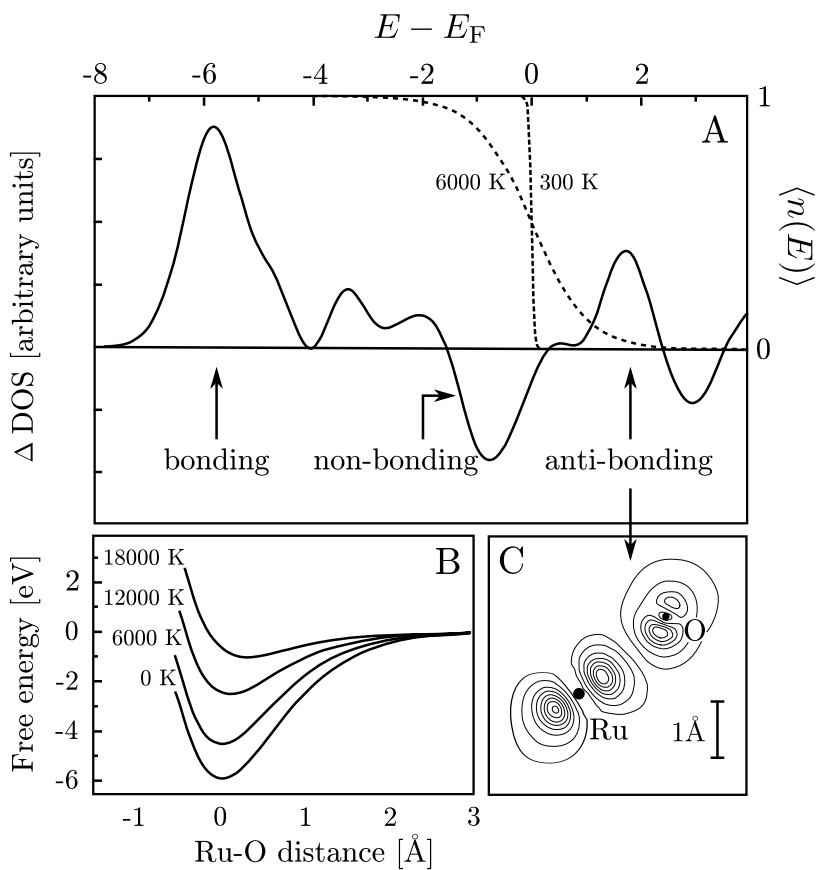 E − E_F
-8 -6 -4 -2 0 2
A
1
6000 K 300 K
Δ DOS [arbitrary units]
⟨n(E)⟩
0
bonding non-bonding anti-bonding
B
18000 K
12000 K
6000 K
0 K
Free energy [eV]
2
0
-2
-4
-6
-1 0 1 2 3
Ru-O distance [Å]
C
O
Ru
1Å